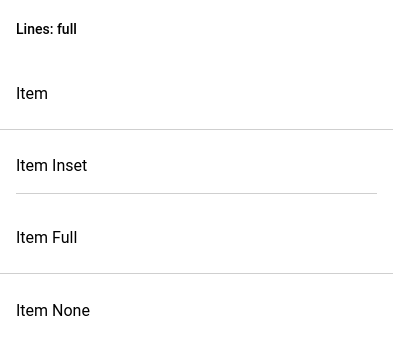 Lines: full
Item
Item Inset
Item Full
Item None